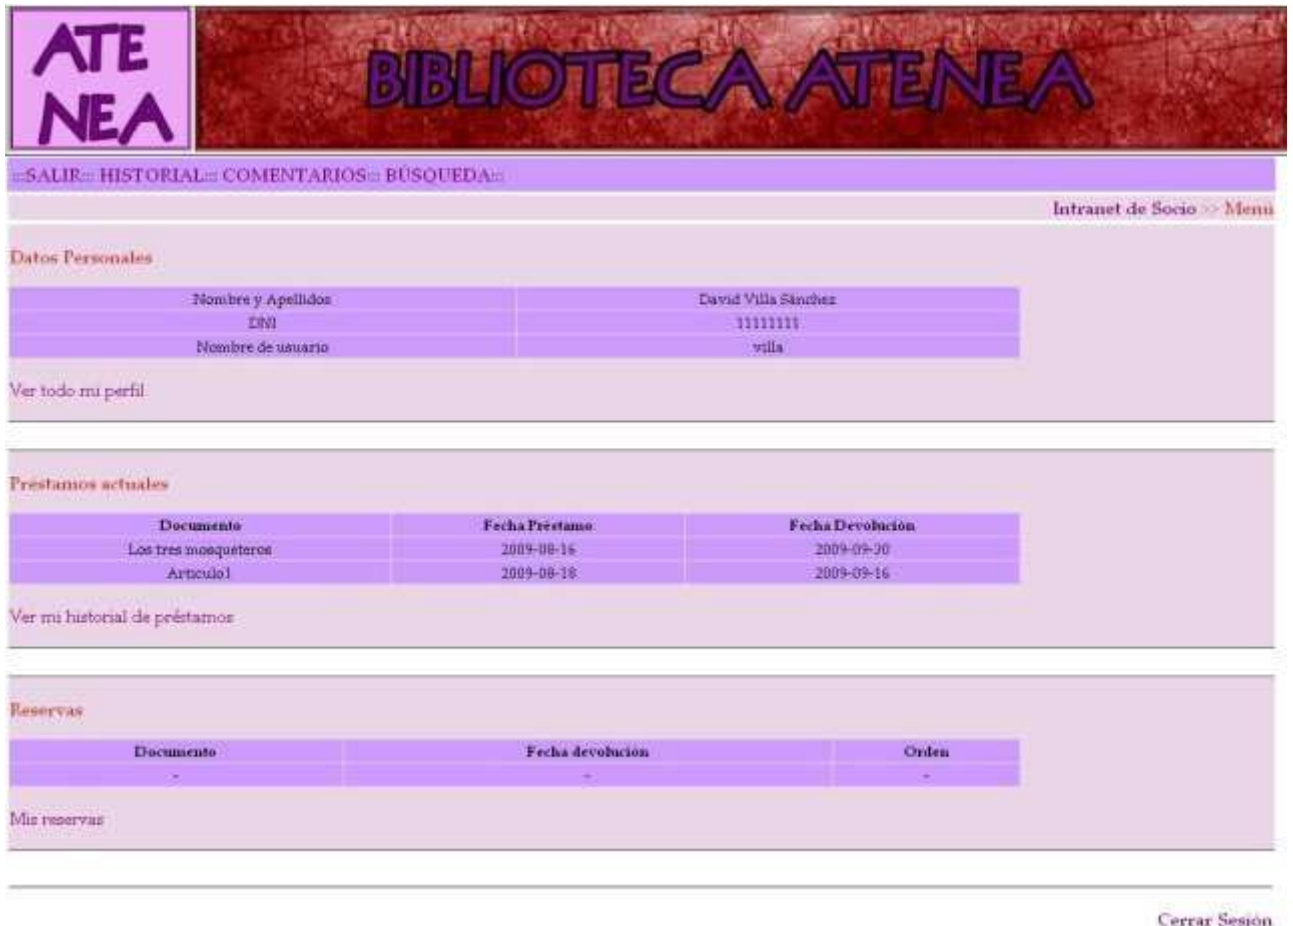 ATE
NEA
BIBLIOTECA ATENEA
:::SALIR::: HISTORIAL::: COMENTARIOS::: BÚSQUEDA:::
Intranet de Socio >> Menú
Datos Personales
Nombre y Apellidos David Villa Sánchez
DNI 11111111
Nombre de usuario villa
Ver todo mi perfil
Préstamos actuales
Documento Fecha Préstamo Fecha Devolución
Los tres mosqueteros 2009-08-16 2009-09-30
Articulo1 2009-08-18 2009-09-16
Ver mi historial de préstamos
Reservas
Documento Fecha devolución Orden
- - -
Mis reservas
Cerrar Sesión